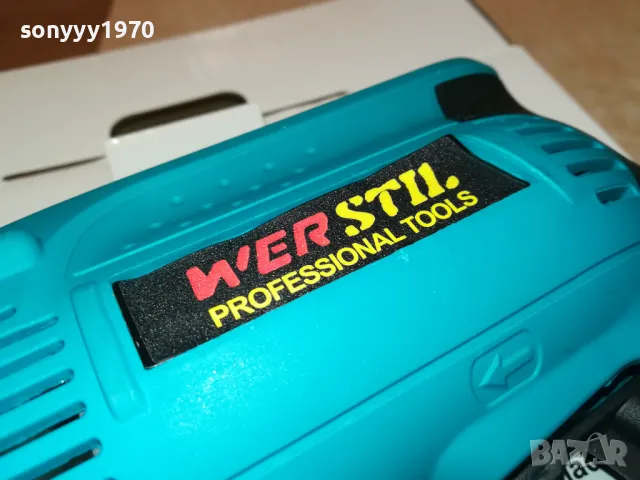 sonyyy1970
WER STIL
PROFESSIONAL TOOLS
BAZAR